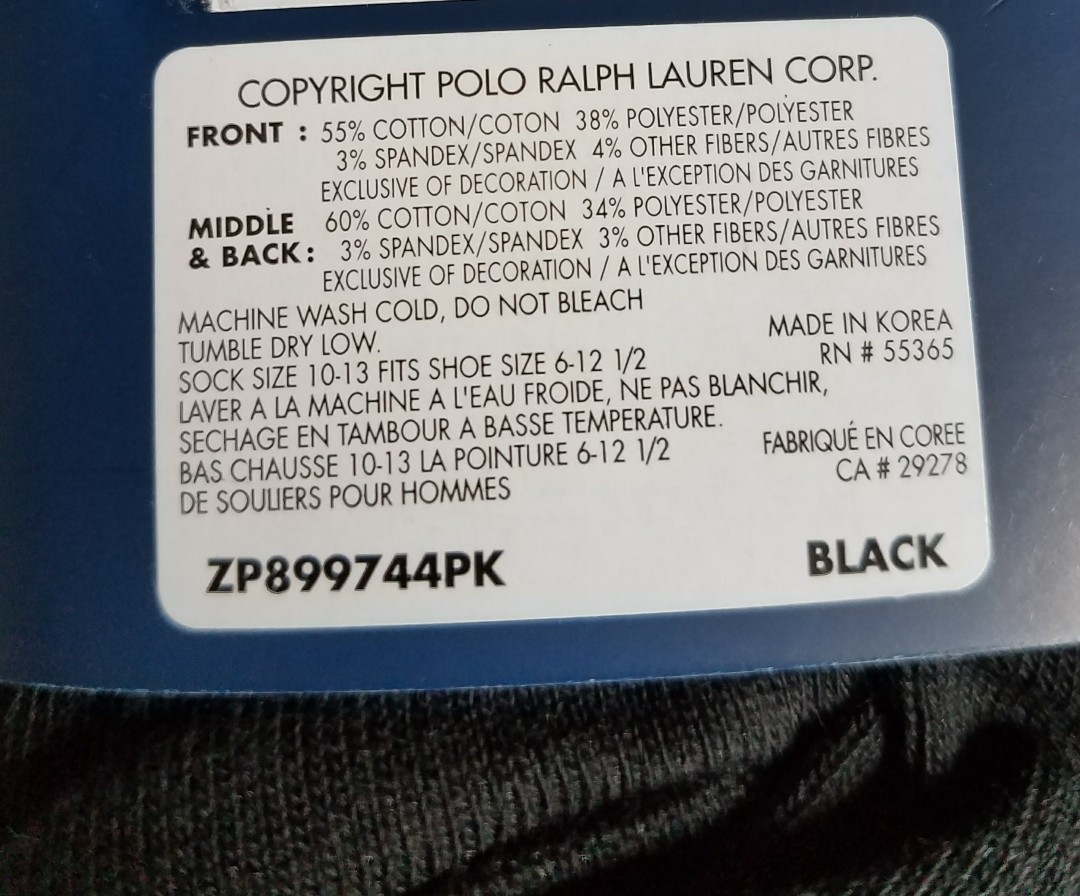 COPYRIGHT POLO RALPH LAUREN CORP.
FRONT : 55% COTTON/COTON 38% POLYESTER/POLYESTER
3% SPANDEX/SPANDEX 4% OTHER FIBERS/AUTRES FIBRES
EXCLUSIVE OF DECORATION / A L'EXCEPTION DES GARNITURES
MIDDLE 60% COTTON/COTON 34% POLYESTER/POLYESTER
& BACK : 3% SPANDEX/SPANDEX 3% OTHER FIBERS/AUTRES FIBRES
EXCLUSIVE OF DECORATION / A L'EXCEPTION DES GARNITURES
MACHINE WASH COLD, DO NOT BLEACH
TUMBLE DRY LOW.
SOCK SIZE 10-13 FITS SHOE SIZE 6-12 1/2
LAVER A LA MACHINE A L'EAU FROIDE, NE PAS BLANCHIR,
SECHAGE EN TAMBOUR A BASSE TEMPERATURE.
BAS CHAUSSE 10-13 LA POINTURE 6-12 1/2
DE SOULIERS POUR HOMMES
MADE IN KOREA
RN # 55365
FABRIQUÉ EN COREE
CA # 29278
ZP899744PK BLACK